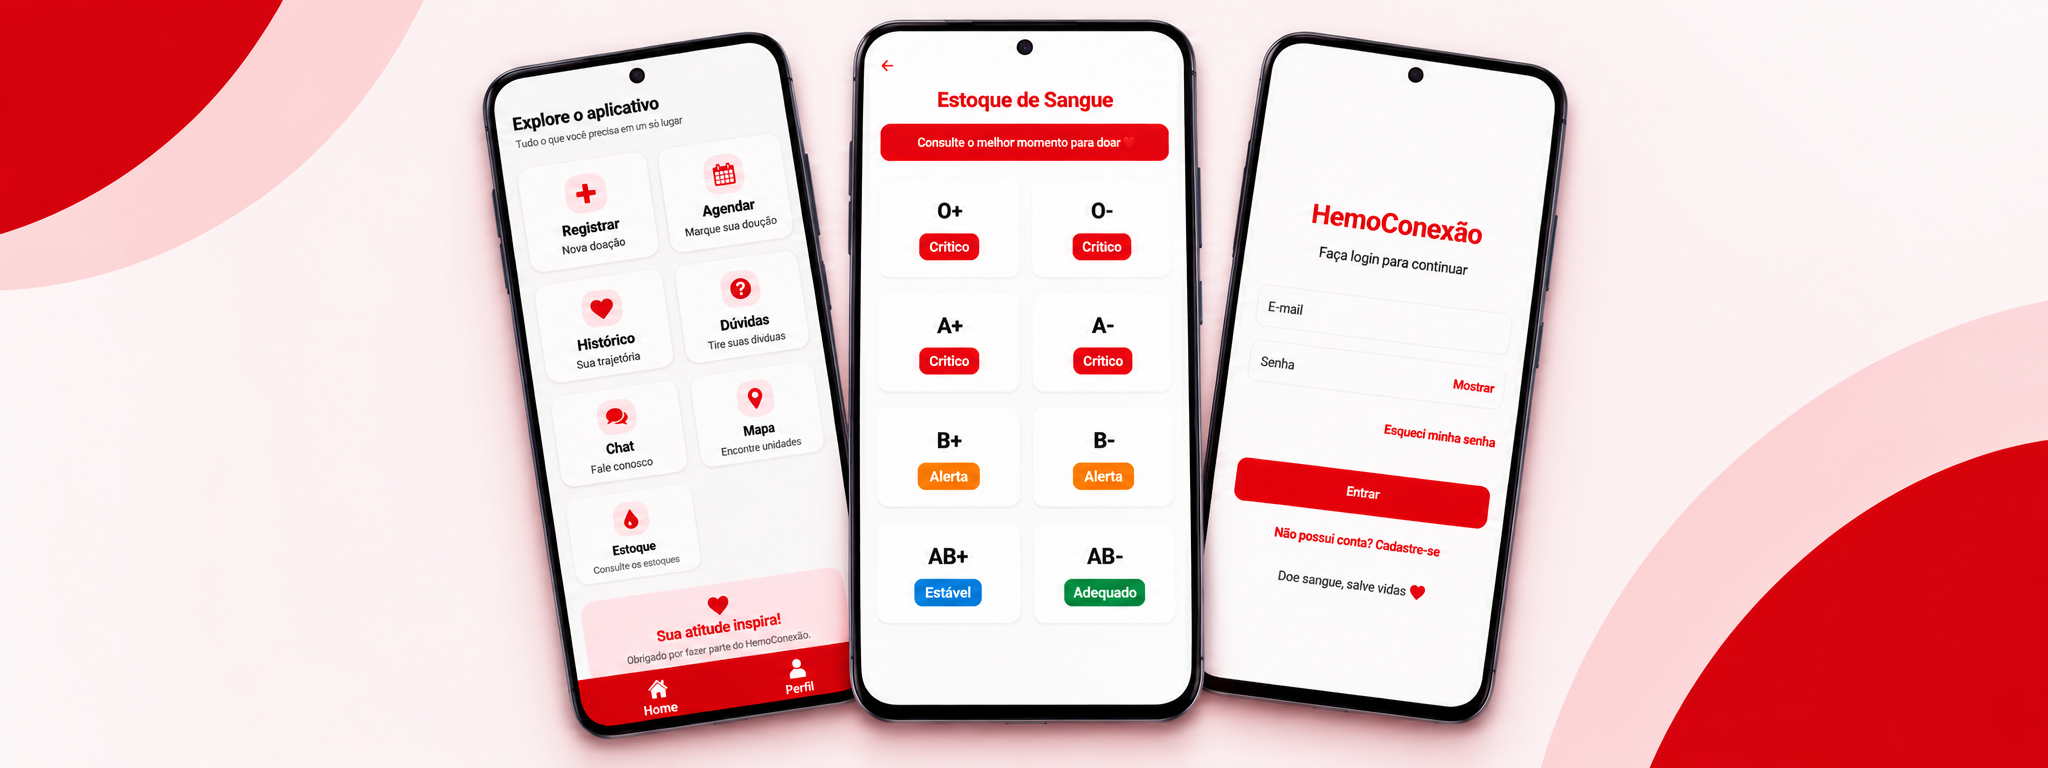 Explore o aplicativo
Tudo o que você precisa em um só lugar
Registrar
Nova doação
Agendar
Marque sua doução
Histórico
Sua trajetória
Dúvidas
Tire suas dividuas
Chat
Fale conosco
Mapa
Encontre unidades
Estoque
Consulte os estoques
Sua atitude inspira!
Obrigado por fazer parte do HemoConexão.
Home
Perfil
Estoque de Sangue
Consulte o melhor momento para doar
O+
Crítico
O-
Crítico
A+
Critico
A-
Crítico
B+
Alerta
B-
Alerta
AB+
Estável
AB-
Adequado
HemoConexão
Faça login para continuar
E-mail
Senha
Mostrar
Esqueci minha senha
Entrar
Não possui conta? Cadastre-se
Doe sangue, salve vidas